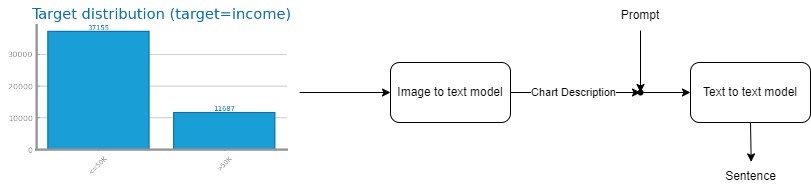 Target distribution (target=income)
37155
30000
20000
10000
0
11687
<=50K
>50K
Image to text model
Chart Description
Prompt
Text to text model
Sentence